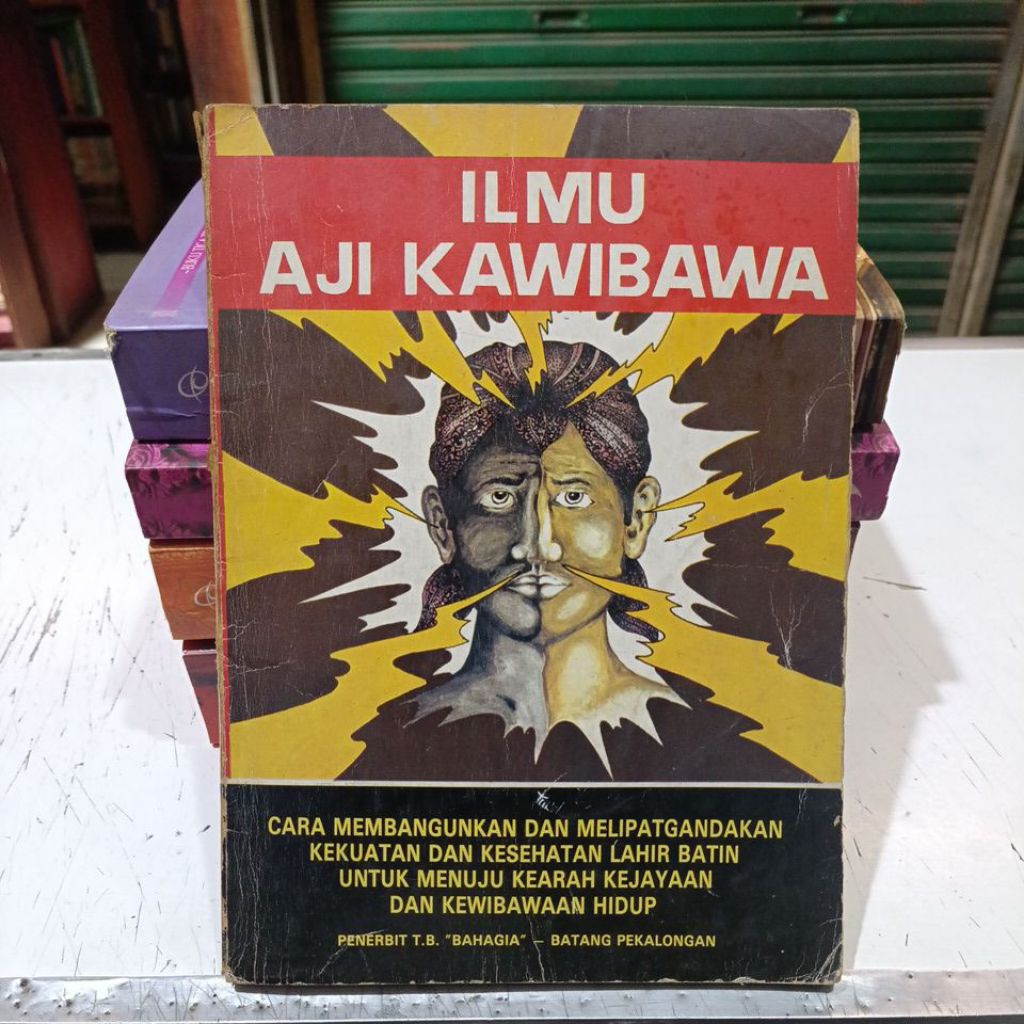 ILMU
AJI KAWIBAWA
CARA MEMBANGUNKAN DAN MELIPATGANDAKAN
KEKUATAN DAN KESEHATAN LAHIR BATIN
UNTUK MENUJU KEARAH KEJAYAAN
DAN KEWIBAWAAN HIDUP
PENERBIT T.B. "BAHAGIA" – BATANG PEKALONGAN